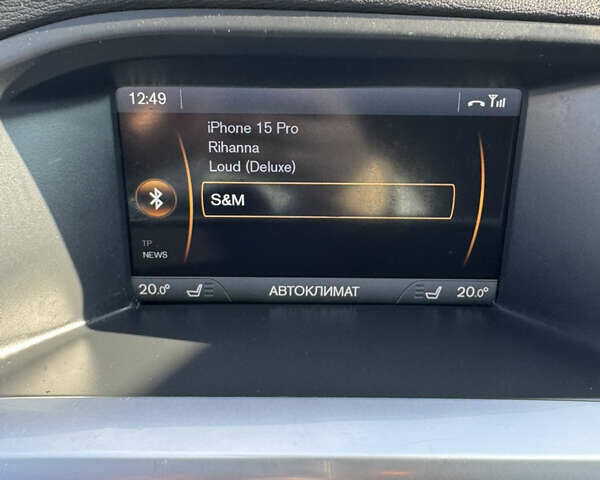 12:49
iPhone 15 Pro
Rihanna
Loud (Deluxe)
S&M
TP
NEWS
20.0° АВТОКЛИМАТ 20.0°